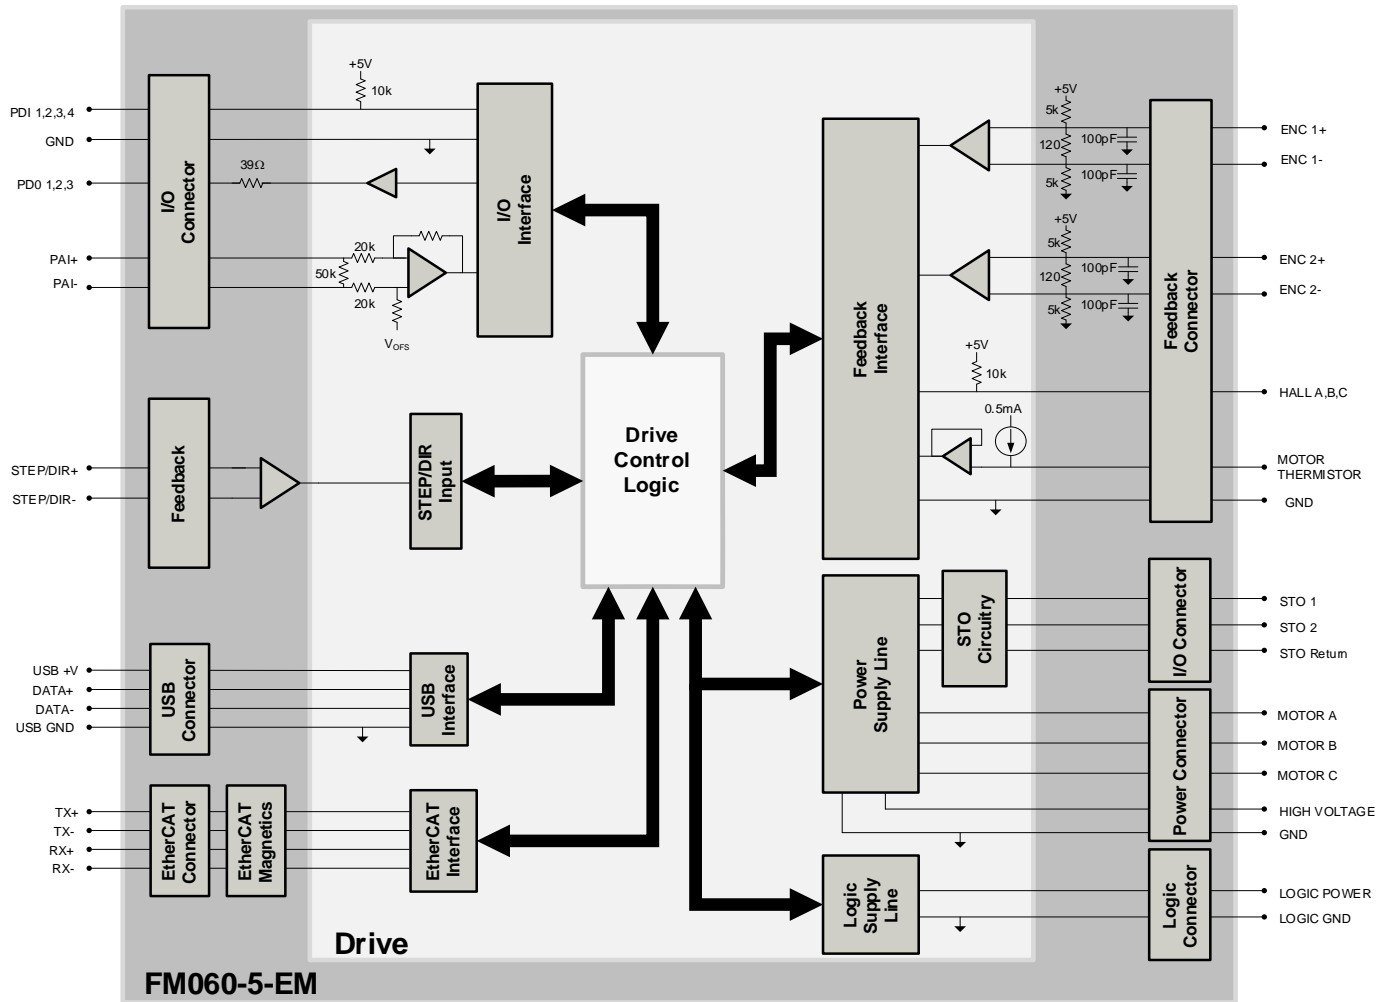 PDI 1,2,3,4
GND
PD0 1,2,3
PAI+
PAI-
I/O
Connector
+5V
10k
39Ω
20k
50k
20k
VOFS
I/O
Interface
STEP/DIR+
STEP/DIR-
Feedback
STEP/DIR
Input
USB +V
DATA+
DATA-
USB GND
USB
Connector
USB
Interface
TX+
TX-
RX+
RX-
EtherCAT
Connector
EtherCAT
Magnetics
EtherCAT
Interface
Drive
Control
Logic
Feedback
Interface
+5V
5k
120
5k
100pF
100pF
+5V
5k
120
5k
100pF
100pF
+5V
10k
0.5mA
Feedback
Connector
ENC 1+
ENC 1-
ENC 2+
ENC 2-
HALL A,B,C
MOTOR
THERMISTOR
GND
Power
Supply Line
STO
Circuitry
I/O Connector
STO 1
STO 2
STO Return
Power Connector
MOTOR A
MOTOR B
MOTOR C
HIGH VOLTAGE
GND
Logic
Supply
Line
Logic
Connector
LOGIC POWER
LOGIC GND
Drive
FM060-5-EM